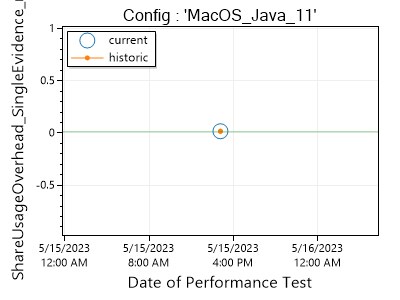 Config : 'MacOS_Java_11'
ShareUsageOverhead_SingleEvidence_
1
0.5
0
-0.5
current
historic
5/15/2023 5/15/2023 5/15/2023 5/16/2023
12:00 AM 8:00 AM 4:00 PM 12:00 AM
Date of Performance Test